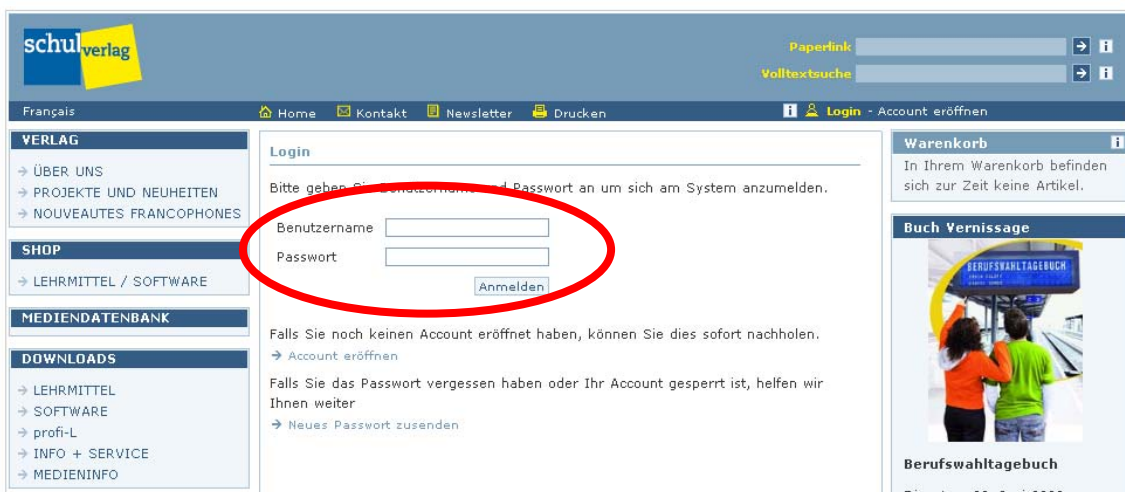 schulverlag
Paperlink
Volltextsuche
Français
Home
Kontakt
Newsletter
Drucken
Login - Account eröffnen
VERLAG
→ ÜBER UNS
→ PROJEKTE UND NEUHEITEN
→ NOUVEAUTES FRANCOPHONES
SHOP
→ LEHRMITTEL / SOFTWARE
MEDIENDATENBANK
DOWNLOADS
→ LEHRMITTEL
→ SOFTWARE
→ profi-L
→ INFO + SERVICE
→ MEDIENINFO
Login
Bitte geben Sie Benutzername und Passwort an um sich am System anzumelden.
Benutzername
Passwort
Anmelden
Falls Sie noch keinen Account eröffnet haben, können Sie dies sofort nachholen.
→ Account eröffnen
Falls Sie das Passwort vergessen haben oder Ihr Account gesperrt ist, helfen wir
Ihnen weiter
→ Neues Passwort zusenden
Warenkorb
In Ihrem Warenkorb befinden
sich zur Zeit keine Artikel.
Buch Vernissage
BERUFSWAHLTAGEBUCH
Berufswahltagebuch